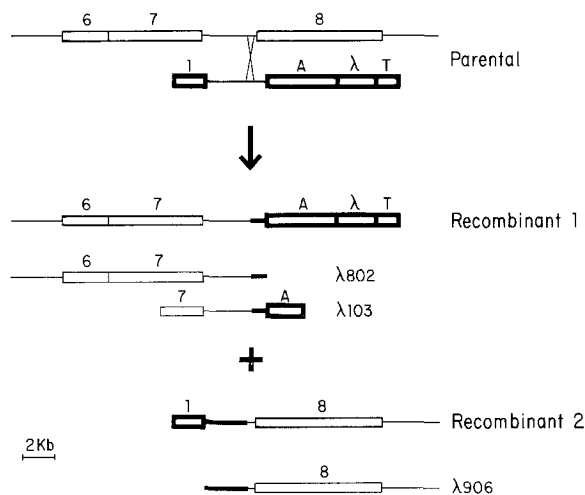 6 7 8
Parental
1 A λ T
6 7 A λ T
Recombinant 1
6 7
λ802
7 A
λ103
+
1 8
Recombinant 2
2Kb
8
λ906